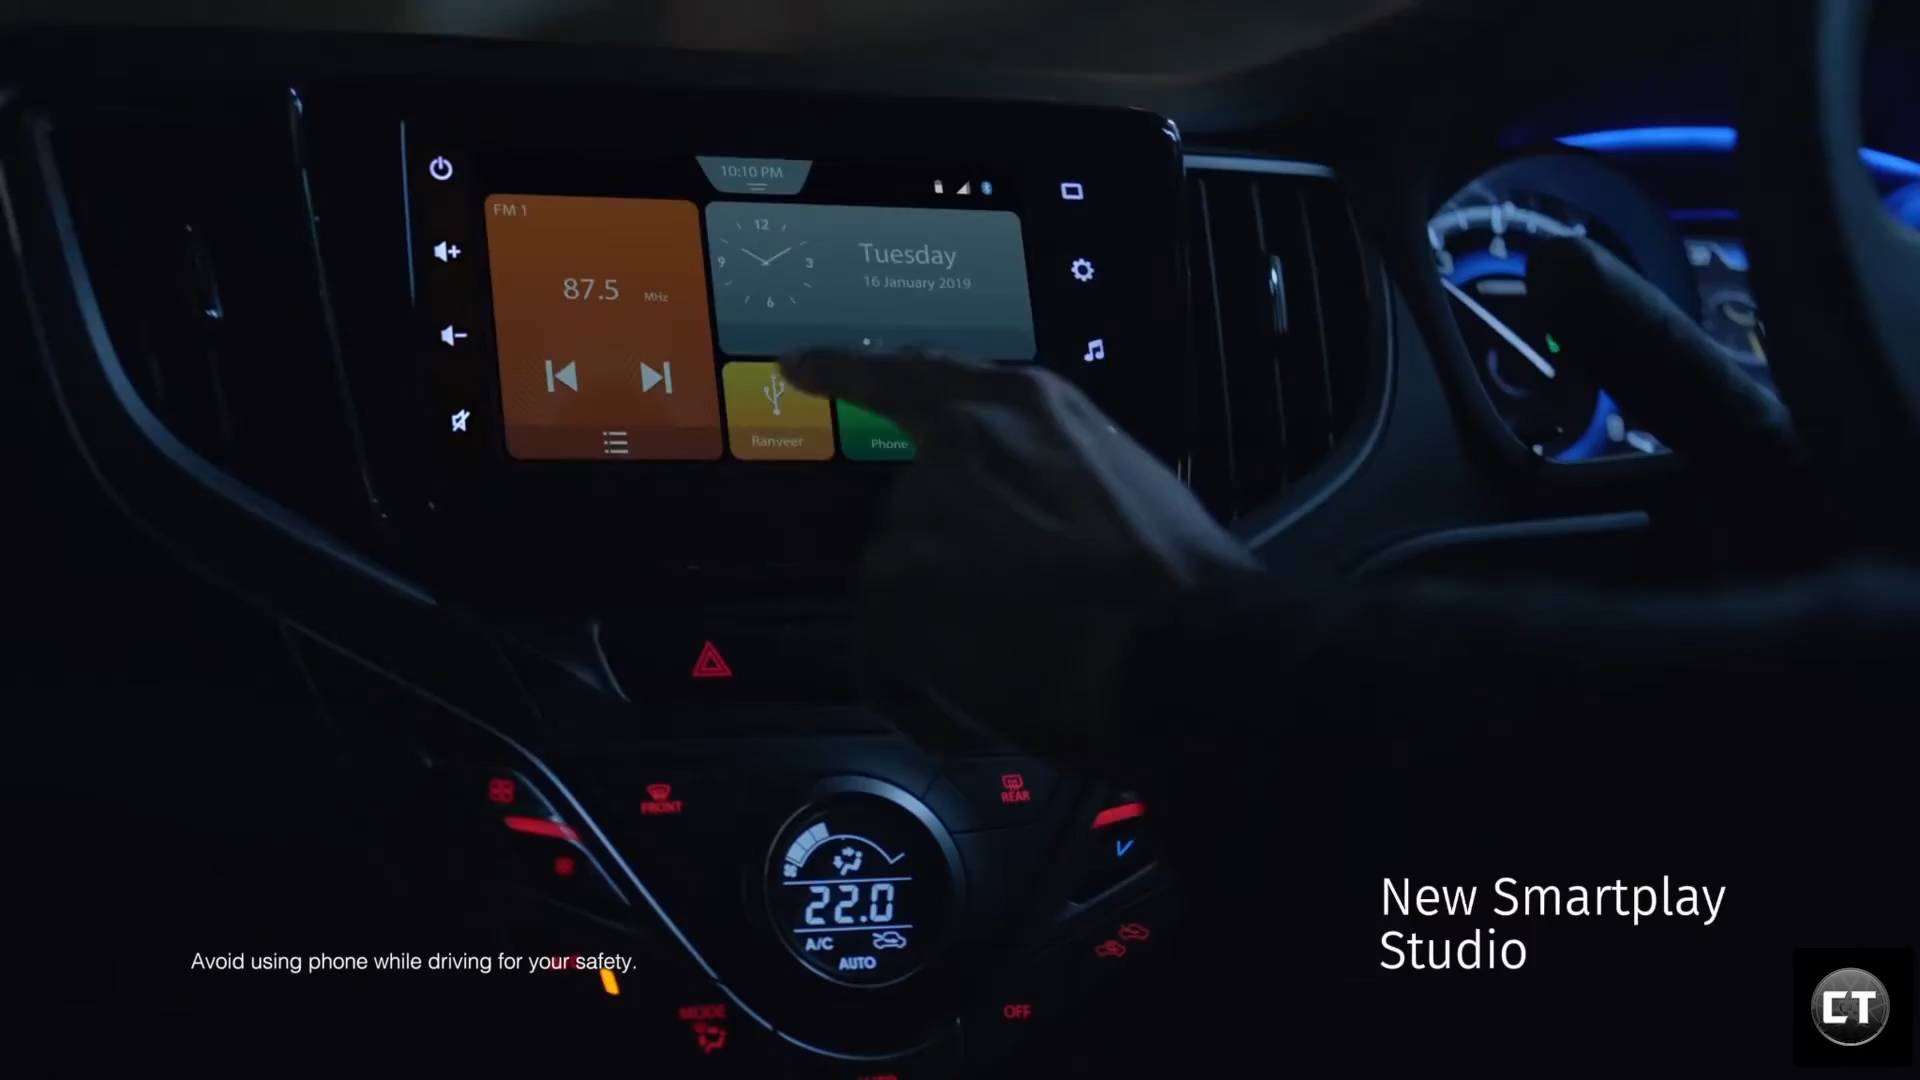 10:10 PM
FM 1
87.5 MHz
12
3
6
9
Tuesday
16 January 2019
Ranveer
Phone
FRONT
REAR
22.0
A/C
AUTO
MODE
OFF
New Smartplay
Studio
Avoid using phone while driving for your safety.
CT